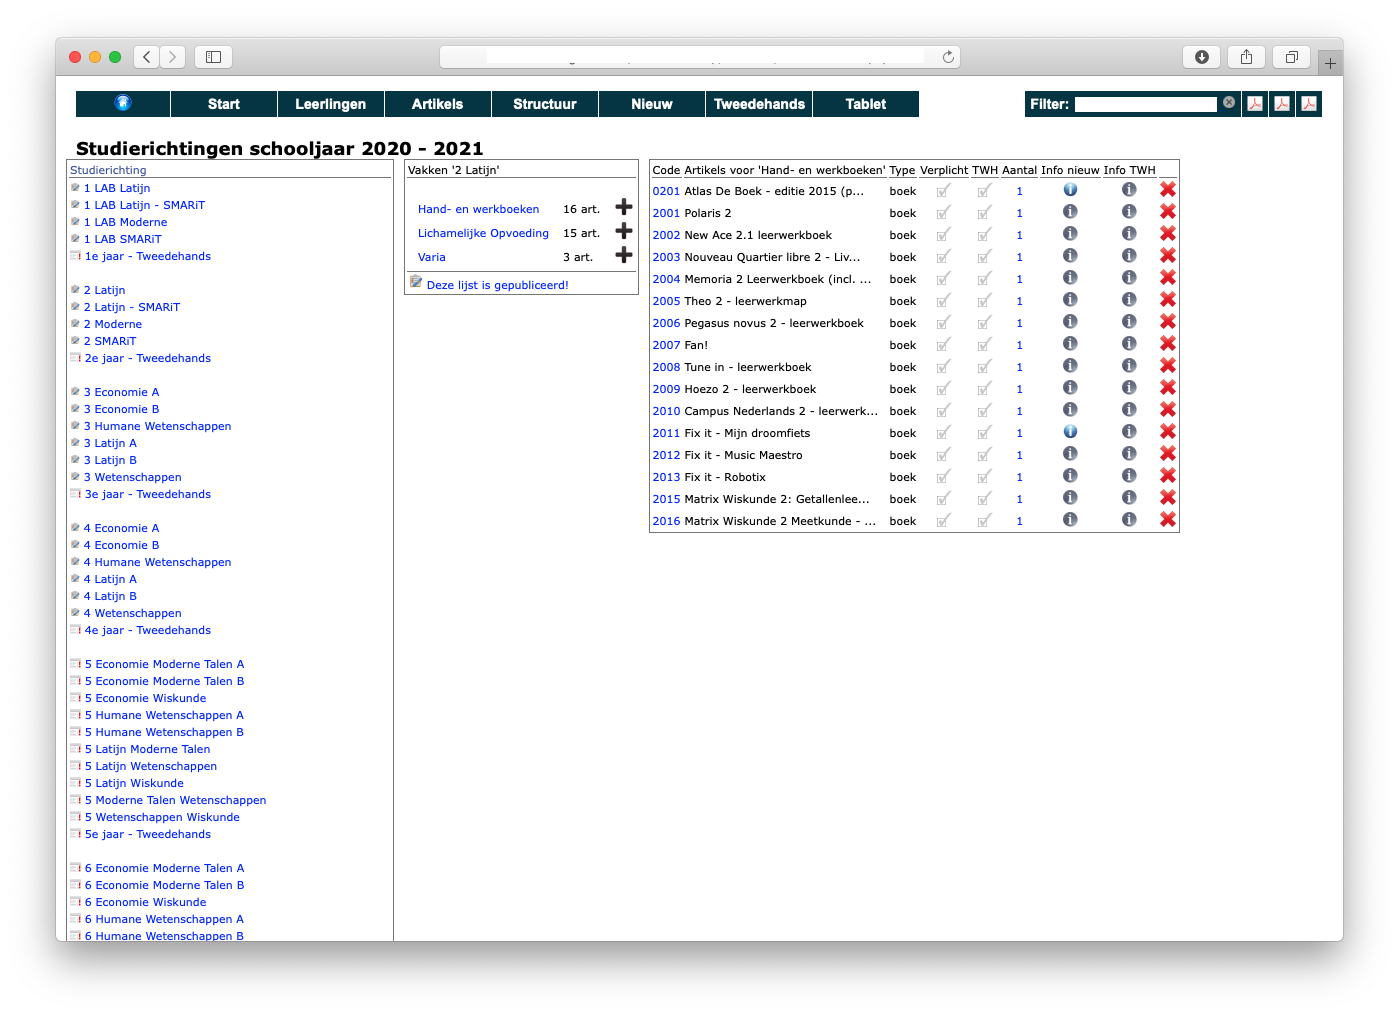 Start Leerlingen Artikels Structuur Nieuw Tweedehands Tablet Filter:
Studierichtingen schooljaar 2020 - 2021
Studierichting
1 LAB Latijn
1 LAB Latijn - SMARiT
1 LAB Moderne
1 LAB SMARiT
1e jaar - Tweedehands
2 Latijn
2 Latijn - SMARiT
2 Moderne
2 SMARiT
2e jaar - Tweedehands
3 Economie A
3 Economie B
3 Humane Wetenschappen
3 Latijn A
3 Latijn B
3 Wetenschappen
3e jaar - Tweedehands
4 Economie A
4 Economie B
4 Humane Wetenschappen
4 Latijn A
4 Latijn B
4 Wetenschappen
4e jaar - Tweedehands
5 Economie Moderne Talen A
5 Economie Moderne Talen B
5 Economie Wiskunde
5 Humane Wetenschappen A
5 Humane Wetenschappen B
5 Latijn Moderne Talen
5 Latijn Wetenschappen
5 Latijn Wiskunde
5 Moderne Talen Wetenschappen
5 Wetenschappen Wiskunde
5e jaar - Tweedehands
6 Economie Moderne Talen A
6 Economie Moderne Talen B
6 Economie Wiskunde
6 Humane Wetenschappen A
6 Humane Wetenschappen B
Vakken '2 Latijn'
Hand- en werkboeken 16 art.
Lichamelijke Opvoeding 15 art.
Varia 3 art.
Deze lijst is gepubliceerd!
Code Artikels voor 'Hand- en werkboeken' Type Verplicht TWH Aantal Info nieuw Info TWH
0201 Atlas De Boek - editie 2015 (p... boek 1
2001 Polaris 2 boek 1
2002 New Ace 2.1 leerwerkboek boek 1
2003 Nouveau Quartier libre 2 - Liv... boek 1
2004 Memoria 2 Leerwerkboek (incl. ... boek 1
2005 Theo 2 - leerwerkmap boek 1
2006 Pegasus novus 2 - leerwerkboek boek 1
2007 Fan! boek 1
2008 Tune in - leerwerkboek boek 1
2009 Hoezo 2 - leerwerkboek boek 1
2010 Campus Nederlands 2 - leerwerk... boek 1
2011 Fix it - Mijn droomfiets boek 1
2012 Fix it - Music Maestro boek 1
2013 Fix it - Robotix boek 1
2015 Matrix Wiskunde 2: Getallenlee... boek 1
2016 Matrix Wiskunde 2 Meetkunde - ... boek 1